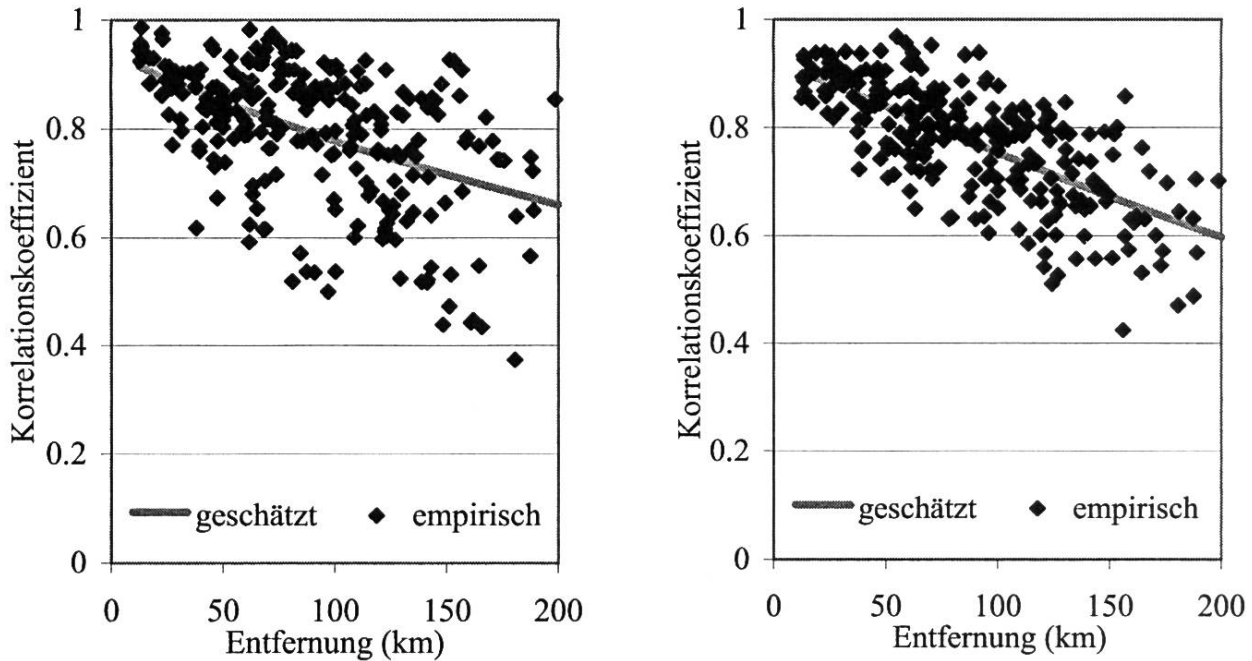 1
0.8
0.6
0.4
0.2
0
Korrelationskoeffizient
geschätzt empirisch
0 50 100 150 200
Entfernung (km)
1
0.8
0.6
0.4
0.2
0
Korrelationskoeffizient
geschätzt empirisch
0 50 100 150 200
Entfernung (km)